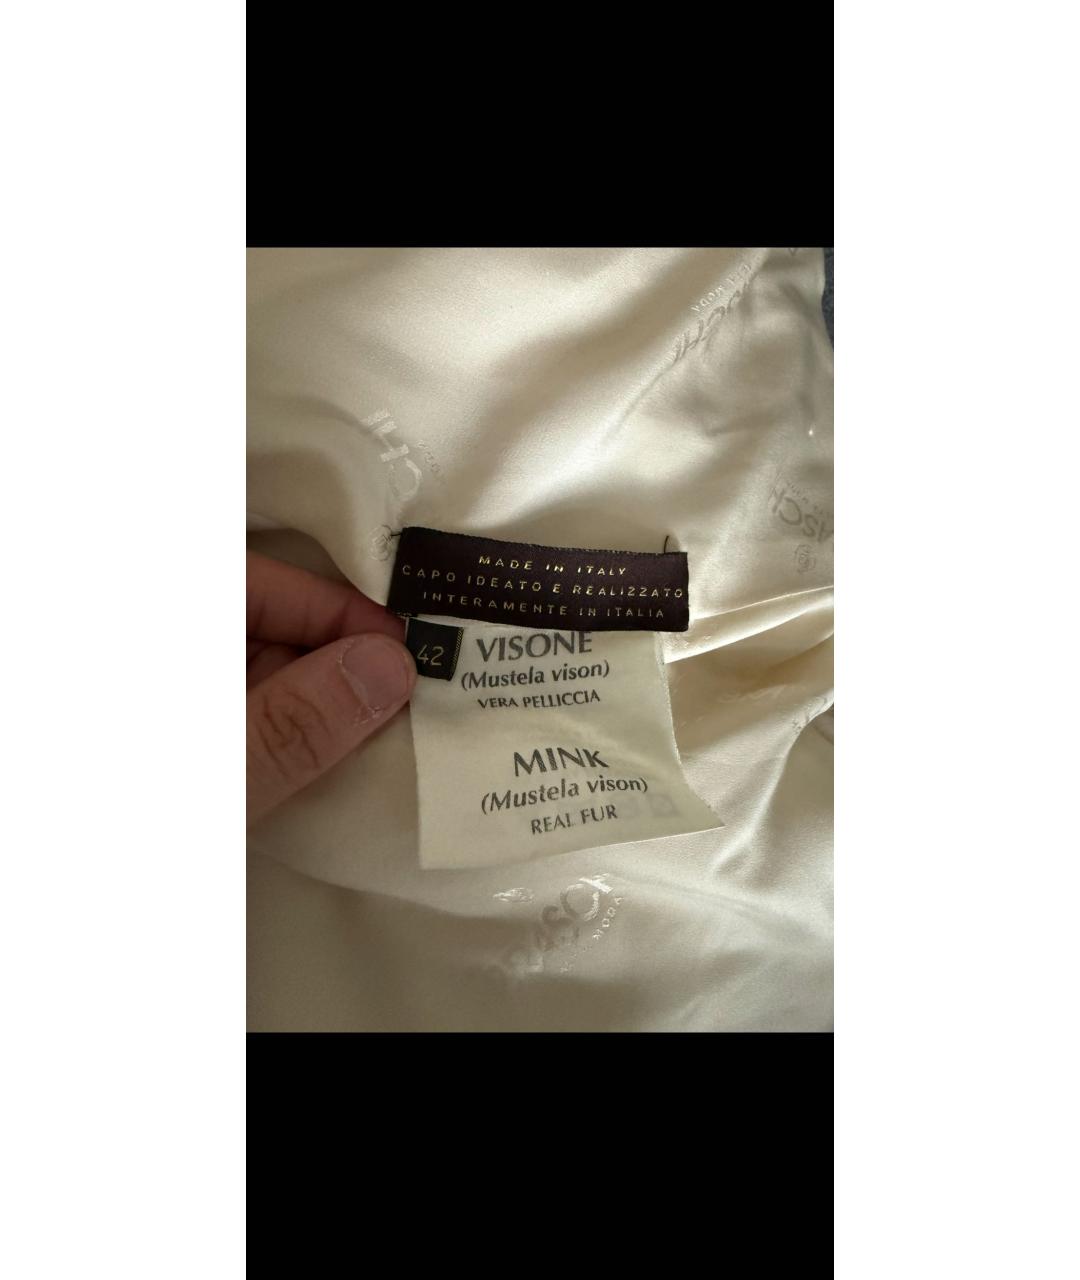 MADE IN ITALY
CAPO IDEATO E REALIZZATO
INTERAMENTE IN ITALIA
42
VISONE
(Mustela vison)
VERA PELLICCIA
MINK
(Mustela vison)
REAL FUR
MODA